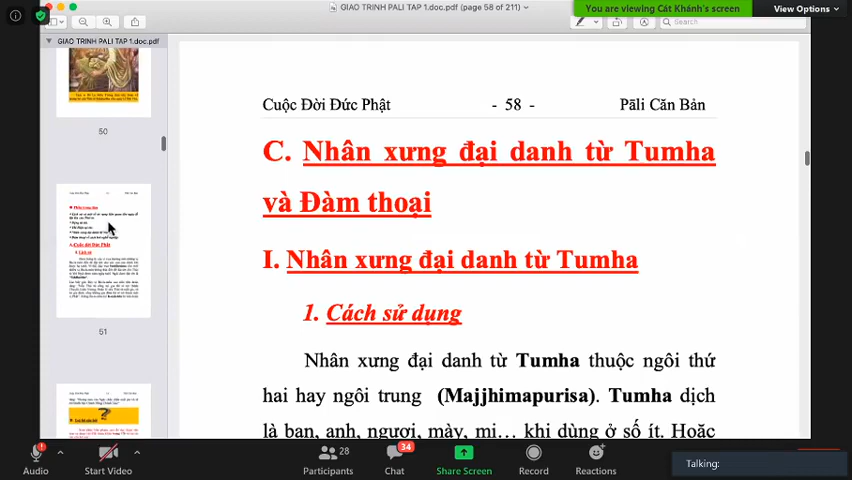 GIAO TRINH PALI TAP 1.doc.pdf (page 58 of 211)
You are viewing Cát Khánh's screen
View Options
Search
GIAO TRINH PALI TAP 1.doc.pdf
50
51
Cuộc Đời Đức Phật - 58 - Pāli Căn Bản
C. Nhân xưng đại danh từ Tumha
và Đàm thoại
I. Nhân xưng đại danh từ Tumha
1. Cách sử dụng
Nhân xưng đại danh từ Tumha thuộc ngôi thứ
hai hay ngôi trung (Majjhimapurisa). Tumha dịch
là bạn, anh, ngươi, mày, mi… khi dùng ở số ít. Hoặc
Audio
Start Video
28
Participants
34
Chat
Share Screen
Record
Reactions
Talking: